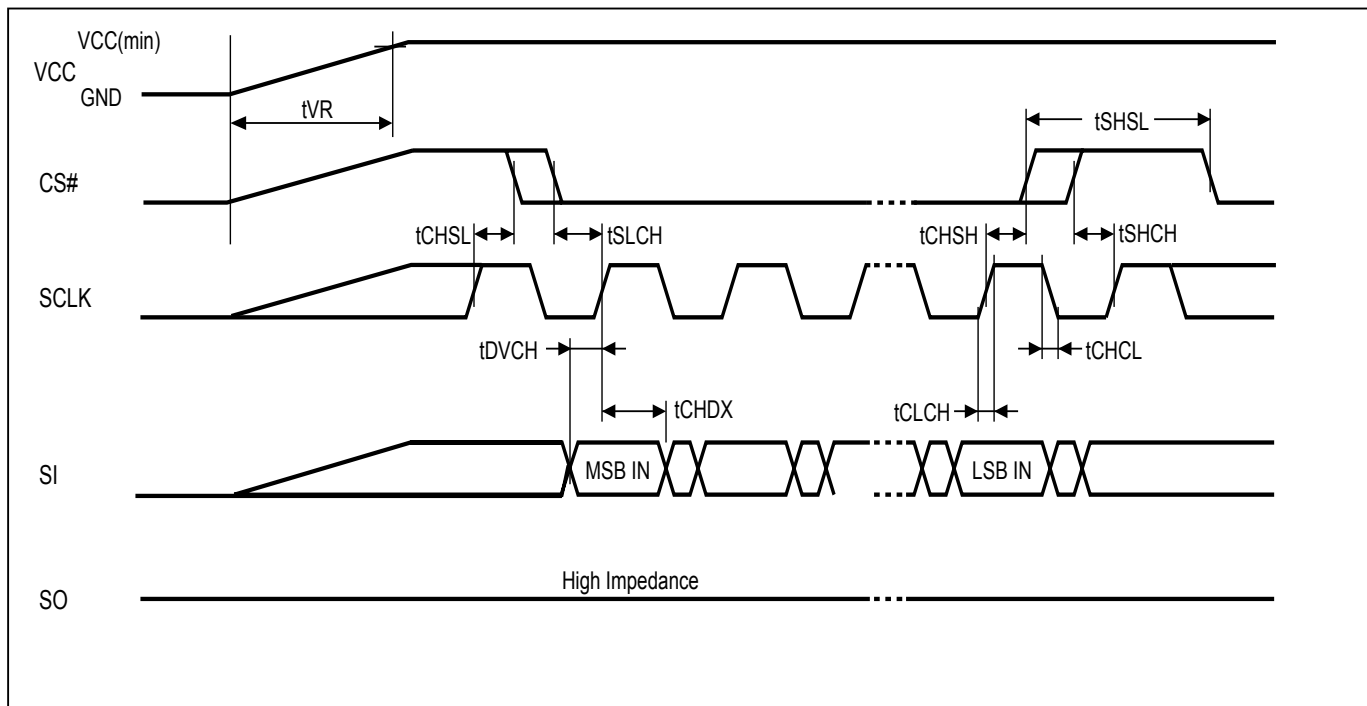 VCC(min)
VCC
GND
tVR
tSHSL
CS#
tCHSL
tSLCH
tCHSH
tSHCH
SCLK
tDVCH
tCHCL
tCHDX
tCLCH
SI
MSB IN
LSB IN
High Impedance
SO